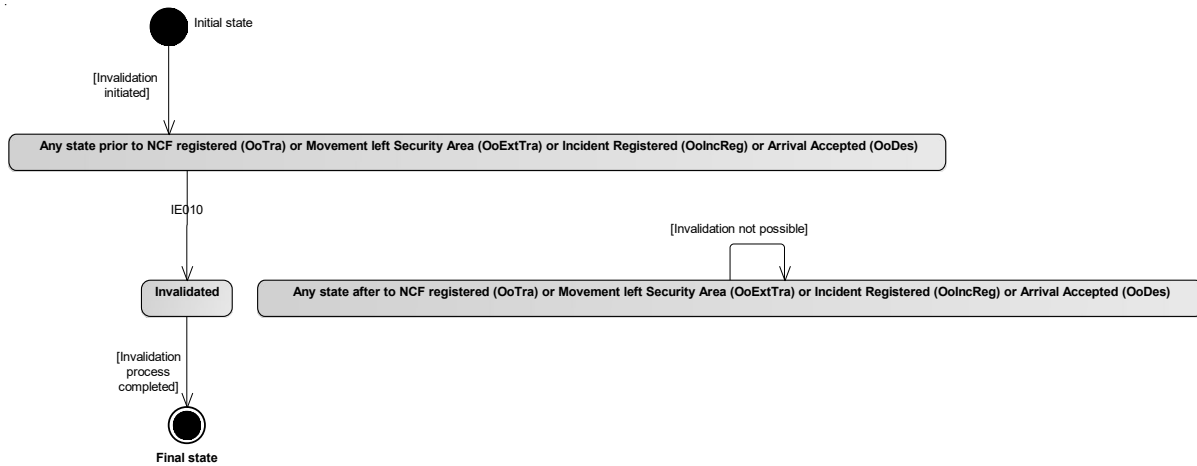 Initial state
[Invalidation
initiated]
Any state prior to NCF registered (OoTra) or Movement left Security Area (OoExtTra) or Incident Registered (OoIncReg) or Arrival Accepted (OoDes)
IE010
[Invalidation not possible]
Invalidated
Any state after to NCF registered (OoTra) or Movement left Security Area (OoExtTra) or Incident Registered (OoIncReg) or Arrival Accepted (OoDes)
[Invalidation
process
completed]
Final state